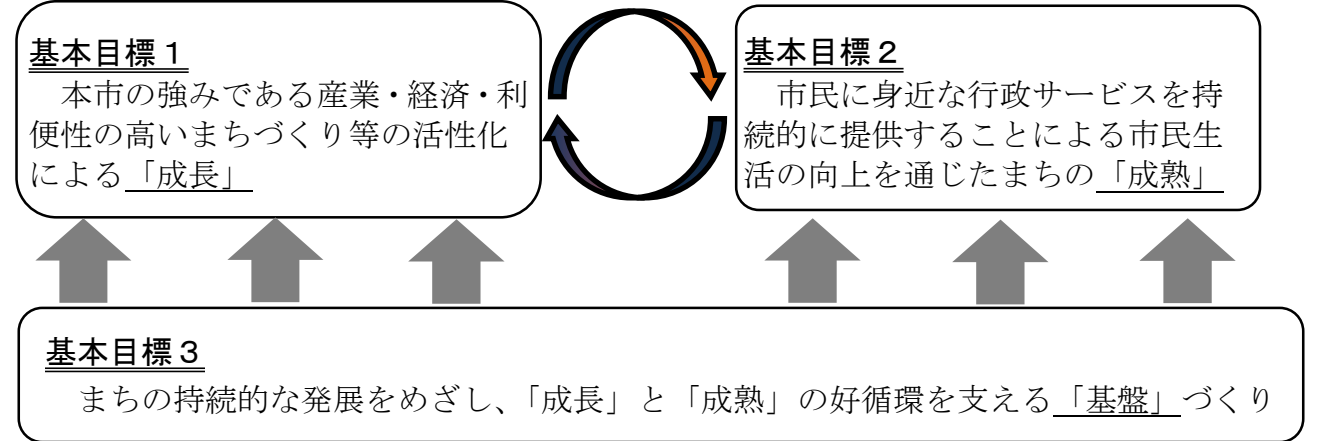 基本目標１
　本市の強みである産業・経済・利
便性の高いまちづくり等の活性化
による「成長」
基本目標２
　市民に身近な行政サービスを持
続的に提供することによる市民生
活の向上を通じたまちの「成熟」
基本目標３
　まちの持続的な発展をめざし、「成長」と「成熟」の好循環を支える「基盤」づくり